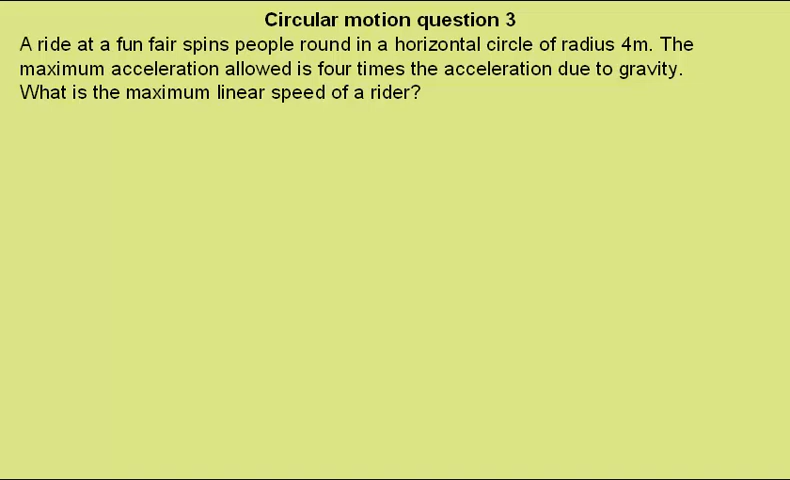 Circular motion question 3
A ride at a fun fair spins people round in a horizontal circle of radius 4m. The
maximum acceleration allowed is four times the acceleration due to gravity.
What is the maximum linear speed of a rider?